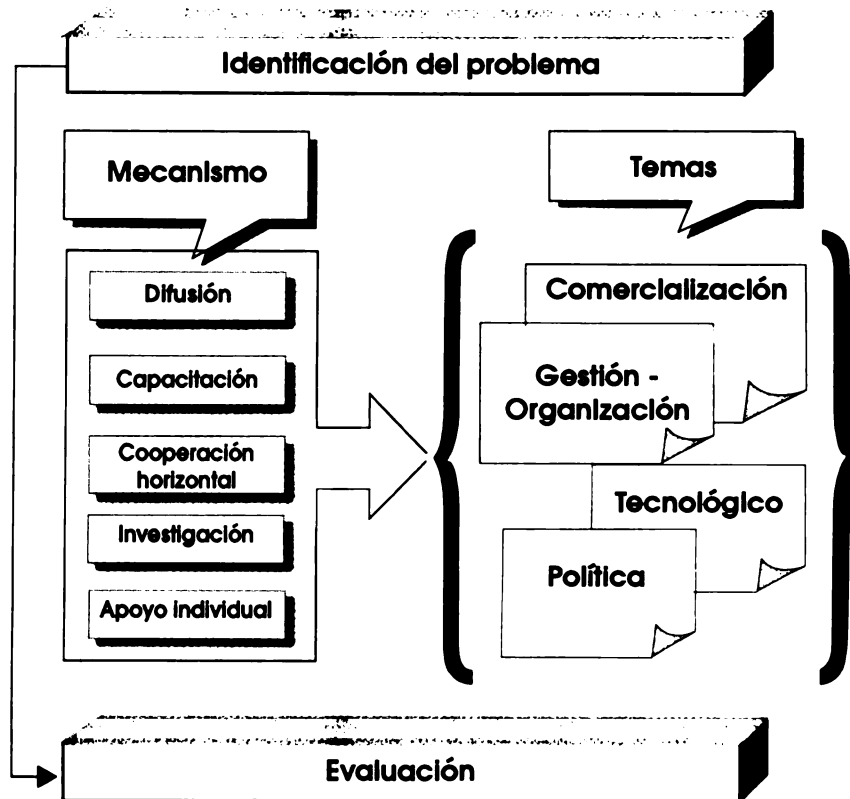 Identificación del problema
Mecanismo
Difusión
Capacitación
Cooperación
horizontal
Investigación
Apoyo individual
Temas
Comercialización
Gestión -
Organización
Tecnológico
Política
Evaluación